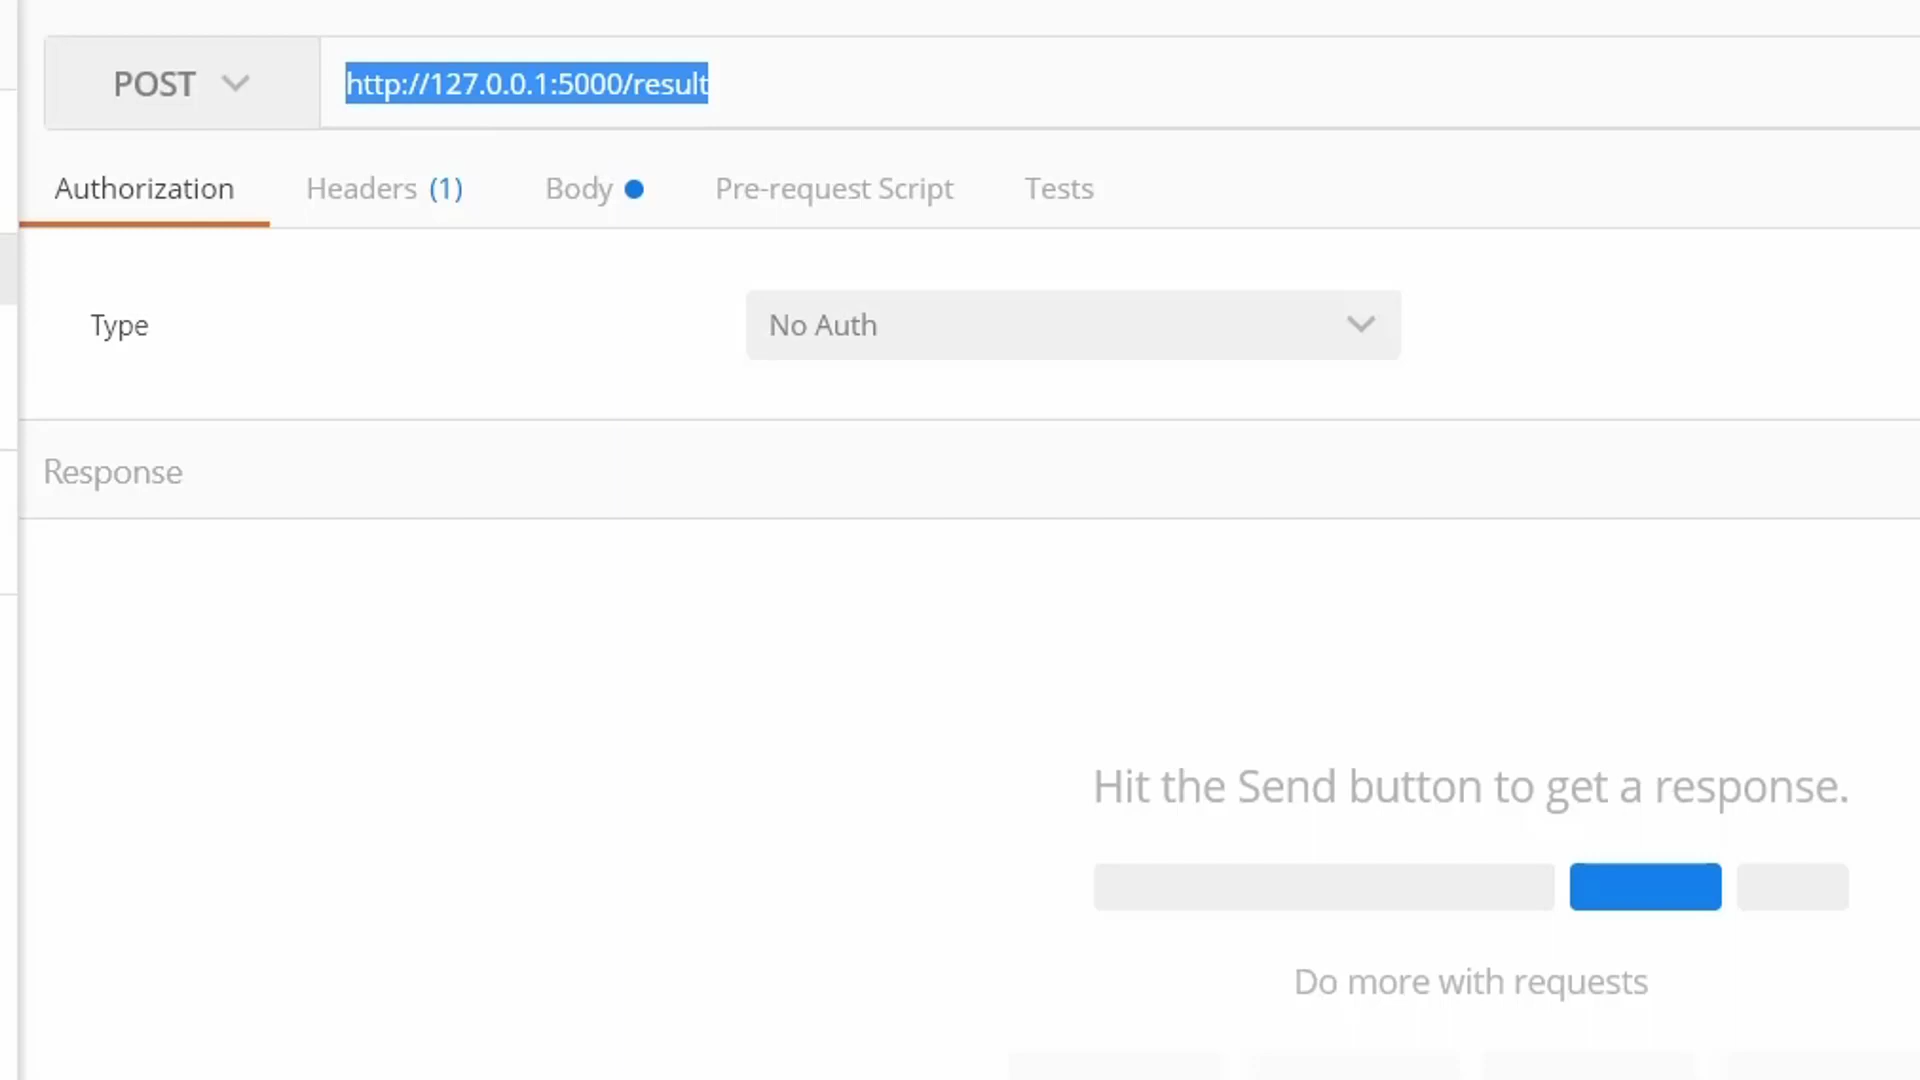 POST http://127.0.0.1:5000/result
Authorization Headers (1) Body Pre-request Script Tests
Type No Auth
Response
Hit the Send button to get a response.
Do more with requests